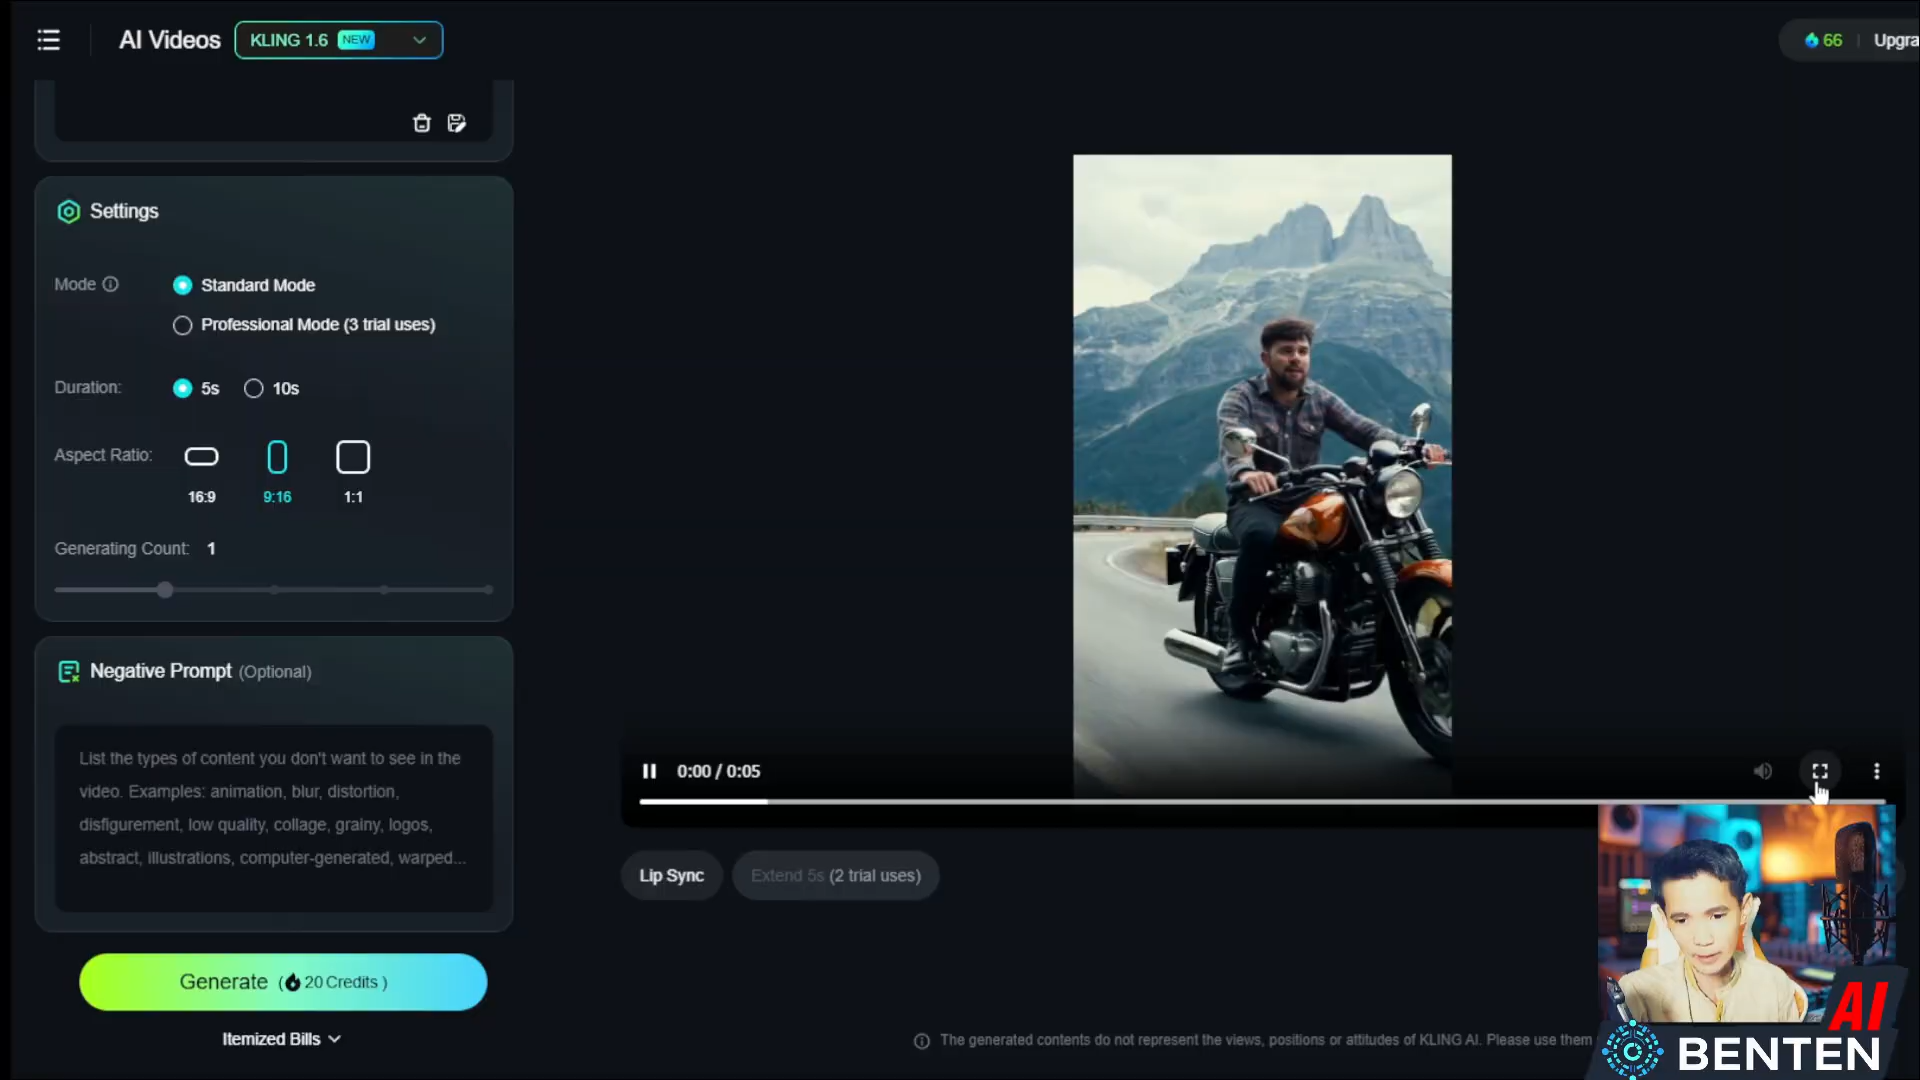 AI Videos KLING 1.6 NEW
66 Upgra
Settings
Mode
Standard Mode
Professional Mode (3 trial uses)
Duration: 5s 10s
Aspect Ratio:
16:9 9:16 1:1
Generating Count: 1
Negative Prompt (Optional)
List the types of content you don't want to see in the
video. Examples: animation, blur, distortion,
disfigurement, low quality, collage, grainy, logos,
abstract, illustrations, computer-generated, warped...
Generate ( 20 Credits )
Itemized Bills
0:00 / 0:05
Lip Sync Extend 5s (2 trial uses)
The generated contents do not represent the views, positions or attitudes of KLING AI. Please use them
AI
BENTEN